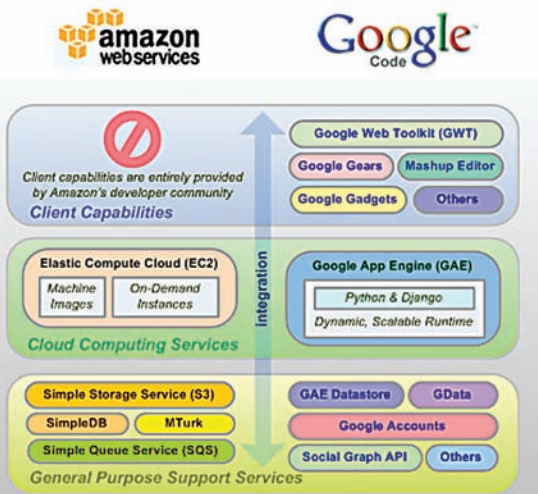 amazon
webservices
Google
Code
Client capabilities are entirely provided
by Amazon's developer community
Client Capabilities
Google Web Toolkit (GWT)
Google Gears
Mashup Editor
Google Gadgets
Others
integration
Elastic Compute Cloud (EC2)
Machine
Images
On-Demand
Instances
Cloud Computing Services
Google App Engine (GAE)
Python & Django
Dynamic, Scalable Runtime
Simple Storage Service (S3)
SimpleDB
MTurk
Simple Queue Service (SQS)
General Purpose Support Services
GAE Datastore
GData
Google Accounts
Social Graph API
Others